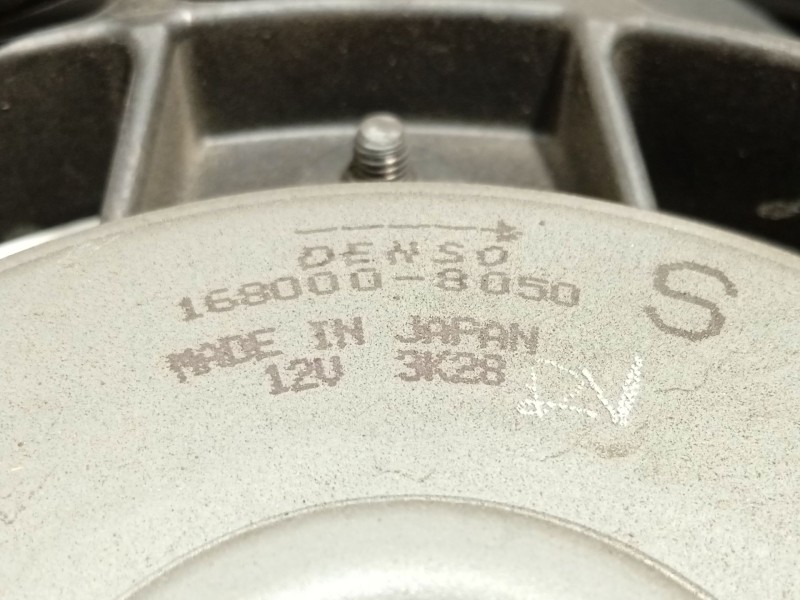 DENSO
168000-8050
S
MADE IN JAPAN
12V 3K28